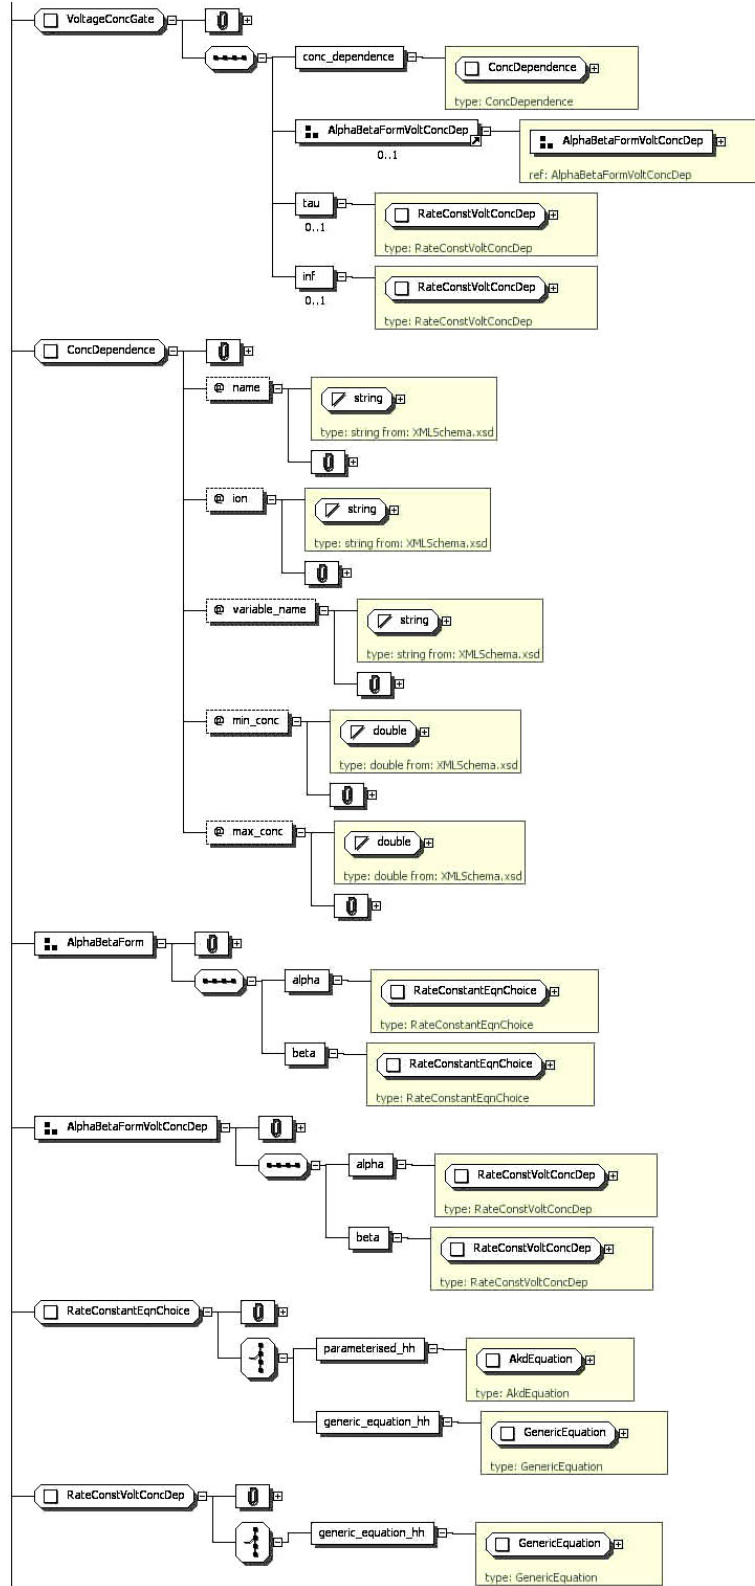 VoltageConcGate
conc_dependence
ConcDependence
type: ConcDependence
AlphaBetaFormVoltConcDep
0..1
AlphaBetaFormVoltConcDep
ref: AlphaBetaFormVoltConcDep
tau
0..1
RateConstVoltConcDep
type: RateConstVoltConcDep
inf
0..1
RateConstVoltConcDep
type: RateConstVoltConcDep
ConcDependence
@ name
string
type: string from: XMLSchema.xsd
@ ion
string
type: string from: XMLSchema.xsd
@ variable_name
string
type: string from: XMLSchema.xsd
@ min_conc
double
type: double from: XMLSchema.xsd
@ max_conc
double
type: double from: XMLSchema.xsd
AlphaBetaForm
alpha
RateConstantEqnChoice
type: RateConstantEqnChoice
beta
RateConstantEqnChoice
type: RateConstantEqnChoice
AlphaBetaFormVoltConcDep
alpha
RateConstVoltConcDep
type: RateConstVoltConcDep
beta
RateConstVoltConcDep
type: RateConstVoltConcDep
RateConstantEqnChoice
parameterised_hh
AkdEquation
type: AkdEquation
generic_equation_hh
GenericEquation
type: GenericEquation
RateConstVoltConcDep
generic_equation_hh
GenericEquation
type: GenericEquation